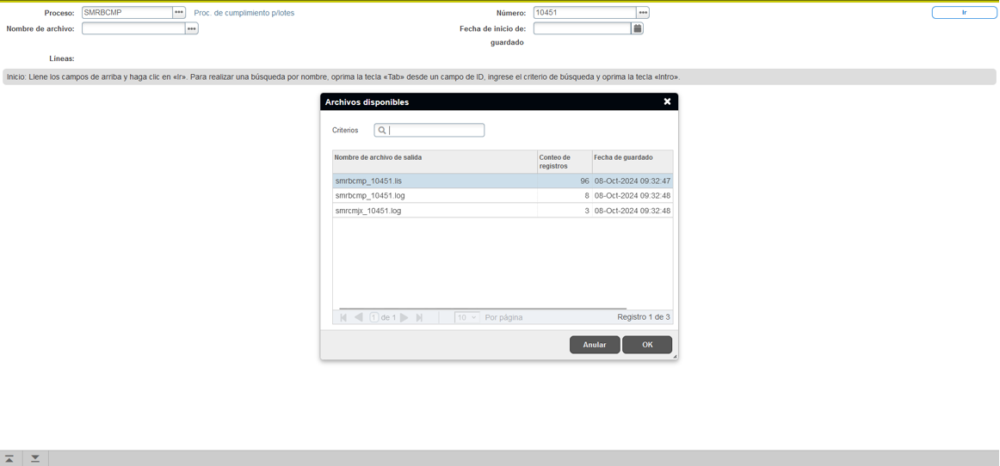 Proceso: SMRBCMP ••• Proc. de cumplimiento p/lotes Número: 10451 ••• Ir
Nombre de archivo: ••• Fecha de inicio de:
guardado
Líneas:
Inicio: Llene los campos de arriba y haga clic en «Ir». Para realizar una búsqueda por nombre, oprima la tecla «Tab» desde un campo de ID, ingrese el criterio de búsqueda y oprima la tecla «Intro».
Archivos disponibles
Criterios
Nombre de archivo de salida Conteo de Fecha de guardado
registros
smrbcmp_10451.lis 96 08-Oct-2024 09:32:47
smrbcmp_10451.log 8 08-Oct-2024 09:32:48
smrcmjx_10451.log 3 08-Oct-2024 09:32:48
1 de 1 10 Por página Registro 1 de 3
Anular OK